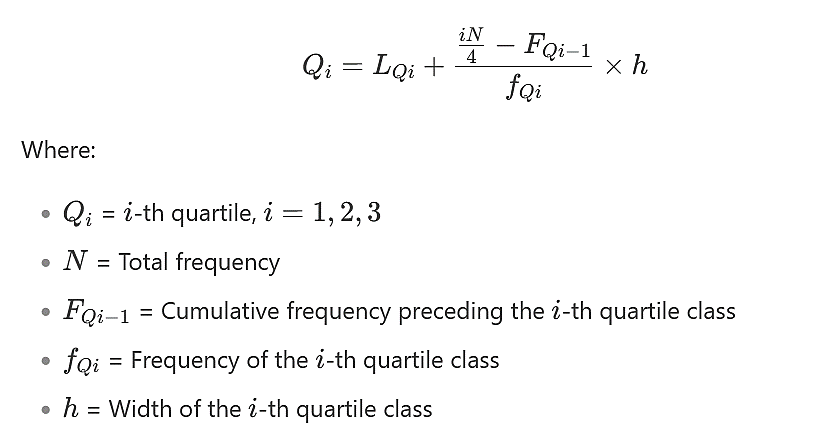 $Q_i = L_{Qi} + \frac{\frac{iN}{4} - F_{Qi-1}}{f_{Qi}} \times h$
Where:
• $Q_i$ = $i$-th quartile, $i = 1, 2, 3$
• $N$ = Total frequency
• $F_{Qi-1}$ = Cumulative frequency preceding the $i$-th quartile class
• $f_{Qi}$ = Frequency of the $i$-th quartile class
• $h$ = Width of the $i$-th quartile class